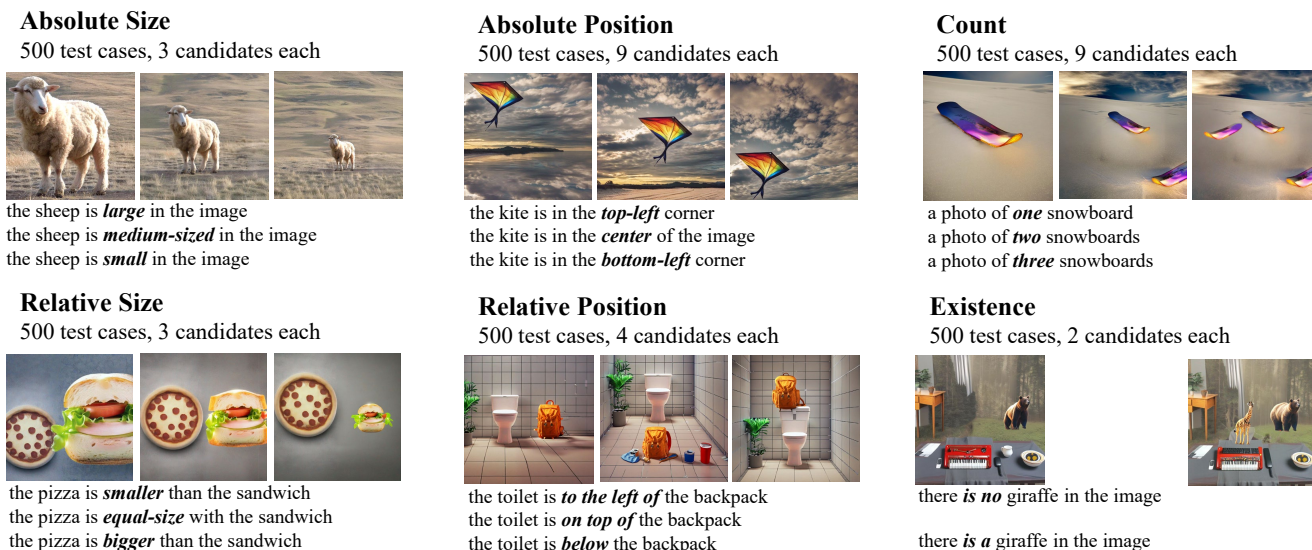 Absolute Size
500 test cases, 3 candidates each
the sheep is large in the image
the sheep is medium-sized in the image
the sheep is small in the image
Absolute Position
500 test cases, 9 candidates each
the kite is in the top-left corner
the kite is in the center of the image
the kite is in the bottom-left corner
Count
500 test cases, 9 candidates each
a photo of one snowboard
a photo of two snowboards
a photo of three snowboards
Relative Size
500 test cases, 3 candidates each
the pizza is smaller than the sandwich
the pizza is equal-size with the sandwich
the pizza is bigger than the sandwich
Relative Position
500 test cases, 4 candidates each
the toilet is to the left of the backpack
the toilet is on top of the backpack
the toilet is below the backpack
Existence
500 test cases, 2 candidates each
there is no giraffe in the image
there is a giraffe in the image